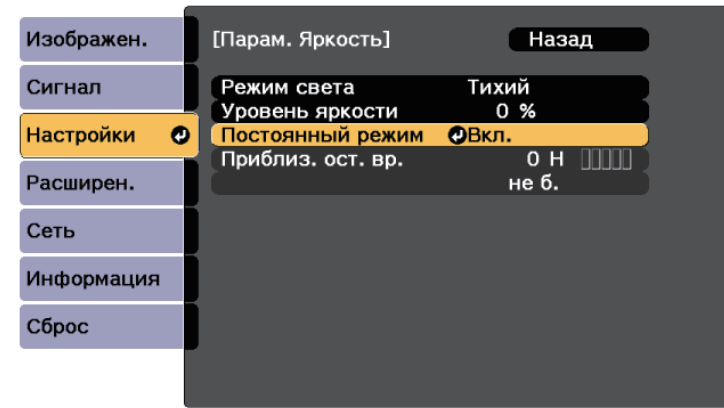 Изображен.
Сигнал
Настройки
Расширен.
Сеть
Информация
Сброс
[Парам. Яркость] Назад
Режим света Тихий
Уровень яркости 0 %
Постоянный режим Вкл.
Приблиз. ост. вр. 0 H
не б.